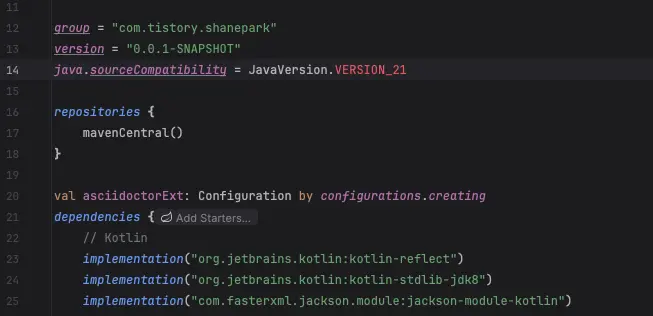 11
12 group = "com.tistory.shanepark"
13 version = "0.0.1-SNAPSHOT"
14 java.sourceCompatibility = JavaVersion.VERSION_21
15
16 repositories {
17     mavenCentral()
18 }
19
20 val asciidoctorExt: Configuration by configurations.creating
21 dependencies { Add Starters...
22     // Kotlin
23     implementation("org.jetbrains.kotlin:kotlin-reflect")
24     implementation("org.jetbrains.kotlin:kotlin-stdlib-jdk8")
25     implementation("com.fasterxml.jackson.module:jackson-module-kotlin")